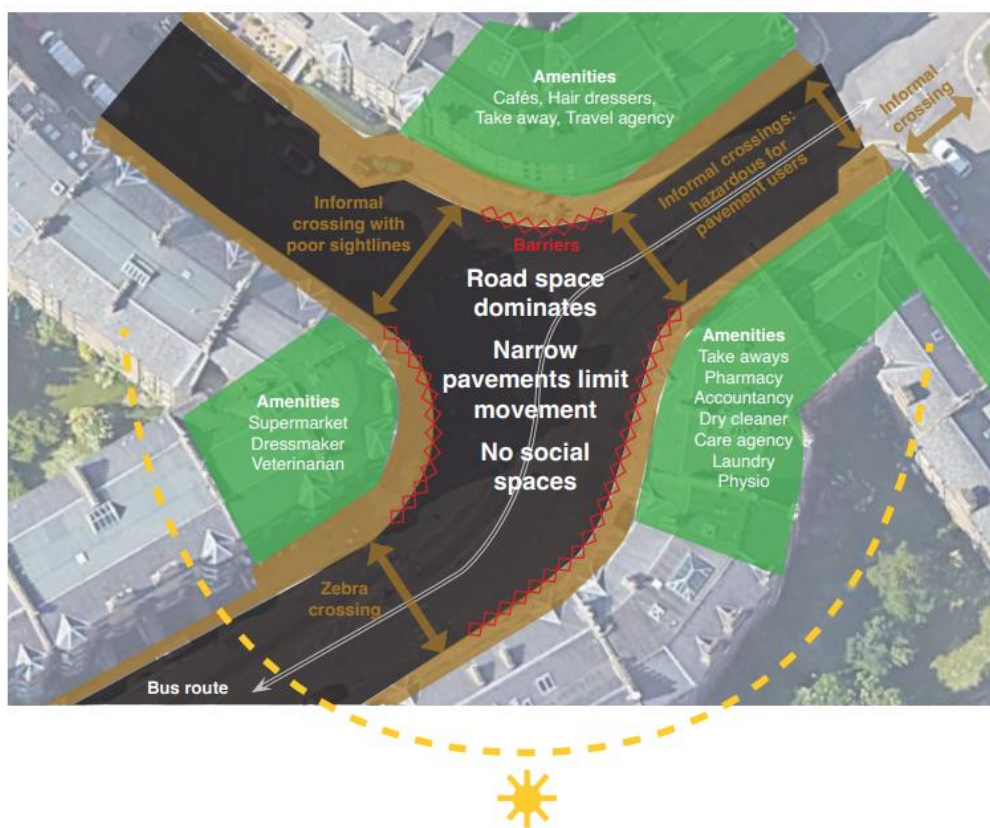 Amenities
Cafés, Hair dressers,
Take away, Travel agency
Informal
crossing
Informal crossings:
hazardous for
pavement users
Informal
crossing with
poor sightlines
Barriers
Road space
dominates
Narrow
pavements limit
movement
No social
spaces
Amenities
Take aways
Pharmacy
Accountancy
Dry cleaner
Care agency
Laundry
Physio
Amenities
Supermarket
Dressmaker
Veterinarian
Zebra
crossing
Bus route